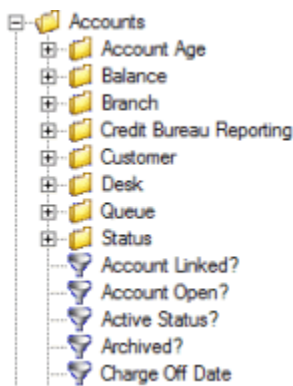 Accounts
Account Age
Balance
Branch
Credit Bureau Reporting
Customer
Desk
Queue
Status
Account Linked?
Account Open?
Active Status?
Archived?
Charge Off Date